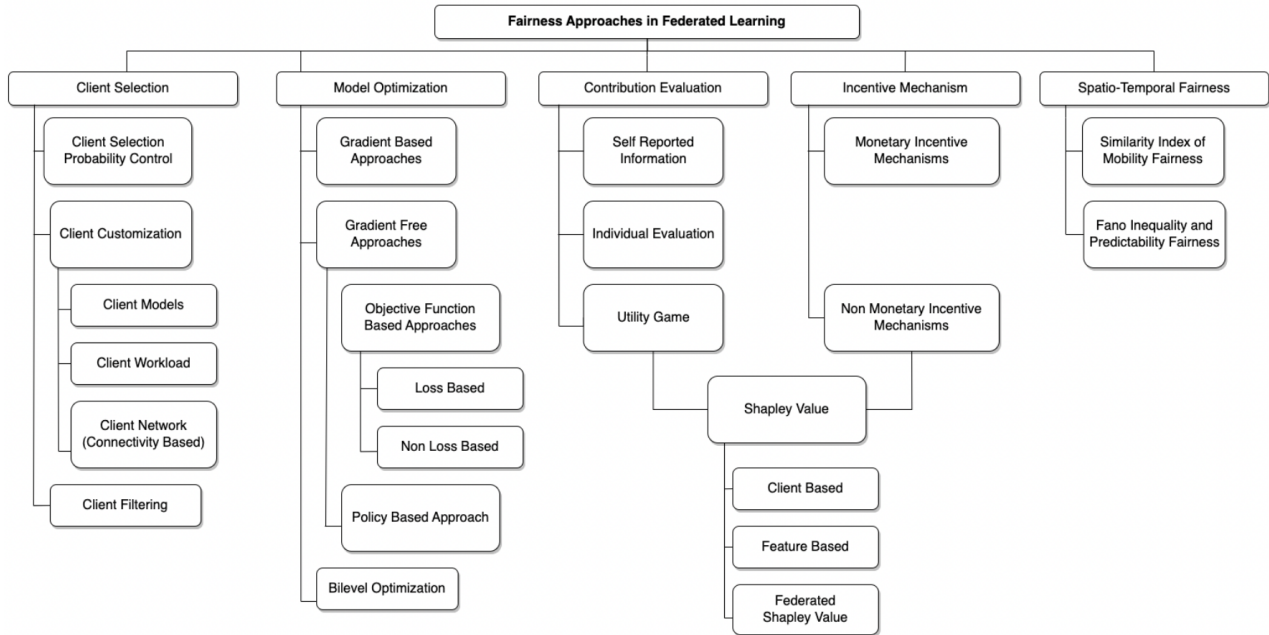 Fairness Approaches in Federated Learning
Client Selection
Client Selection
Probability Control
Client Customization
Client Models
Client Workload
Client Network
(Connectivity Based)
Client Filtering
Model Optimization
Gradient Based
Approaches
Gradient Free
Approaches
Objective Function
Based Approaches
Loss Based
Non Loss Based
Policy Based Approach
Bilevel Optimization
Contribution Evaluation
Self Reported
Information
Individual Evaluation
Utility Game
Incentive Mechanism
Monetary Incentive
Mechanisms
Non Monetary Incentive
Mechanisms
Shapley Value
Client Based
Feature Based
Federated
Shapley Value
Spatio-Temporal Fairness
Similarity Index of
Mobility Fairness
Fano Inequality and
Predictability Fairness